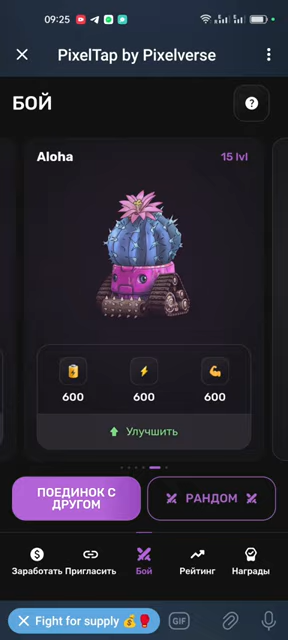 09:25
PixelTap by Pixelverse
БОЙ
?
Aloha
15 lvl
600 600 600
Улучшить
ПОЕДИНОК С
ДРУГОМ
РАНДОМ
Заработать Пригласить Бой Рейтинг Награды
Fight for supply 💰🥊
GIF